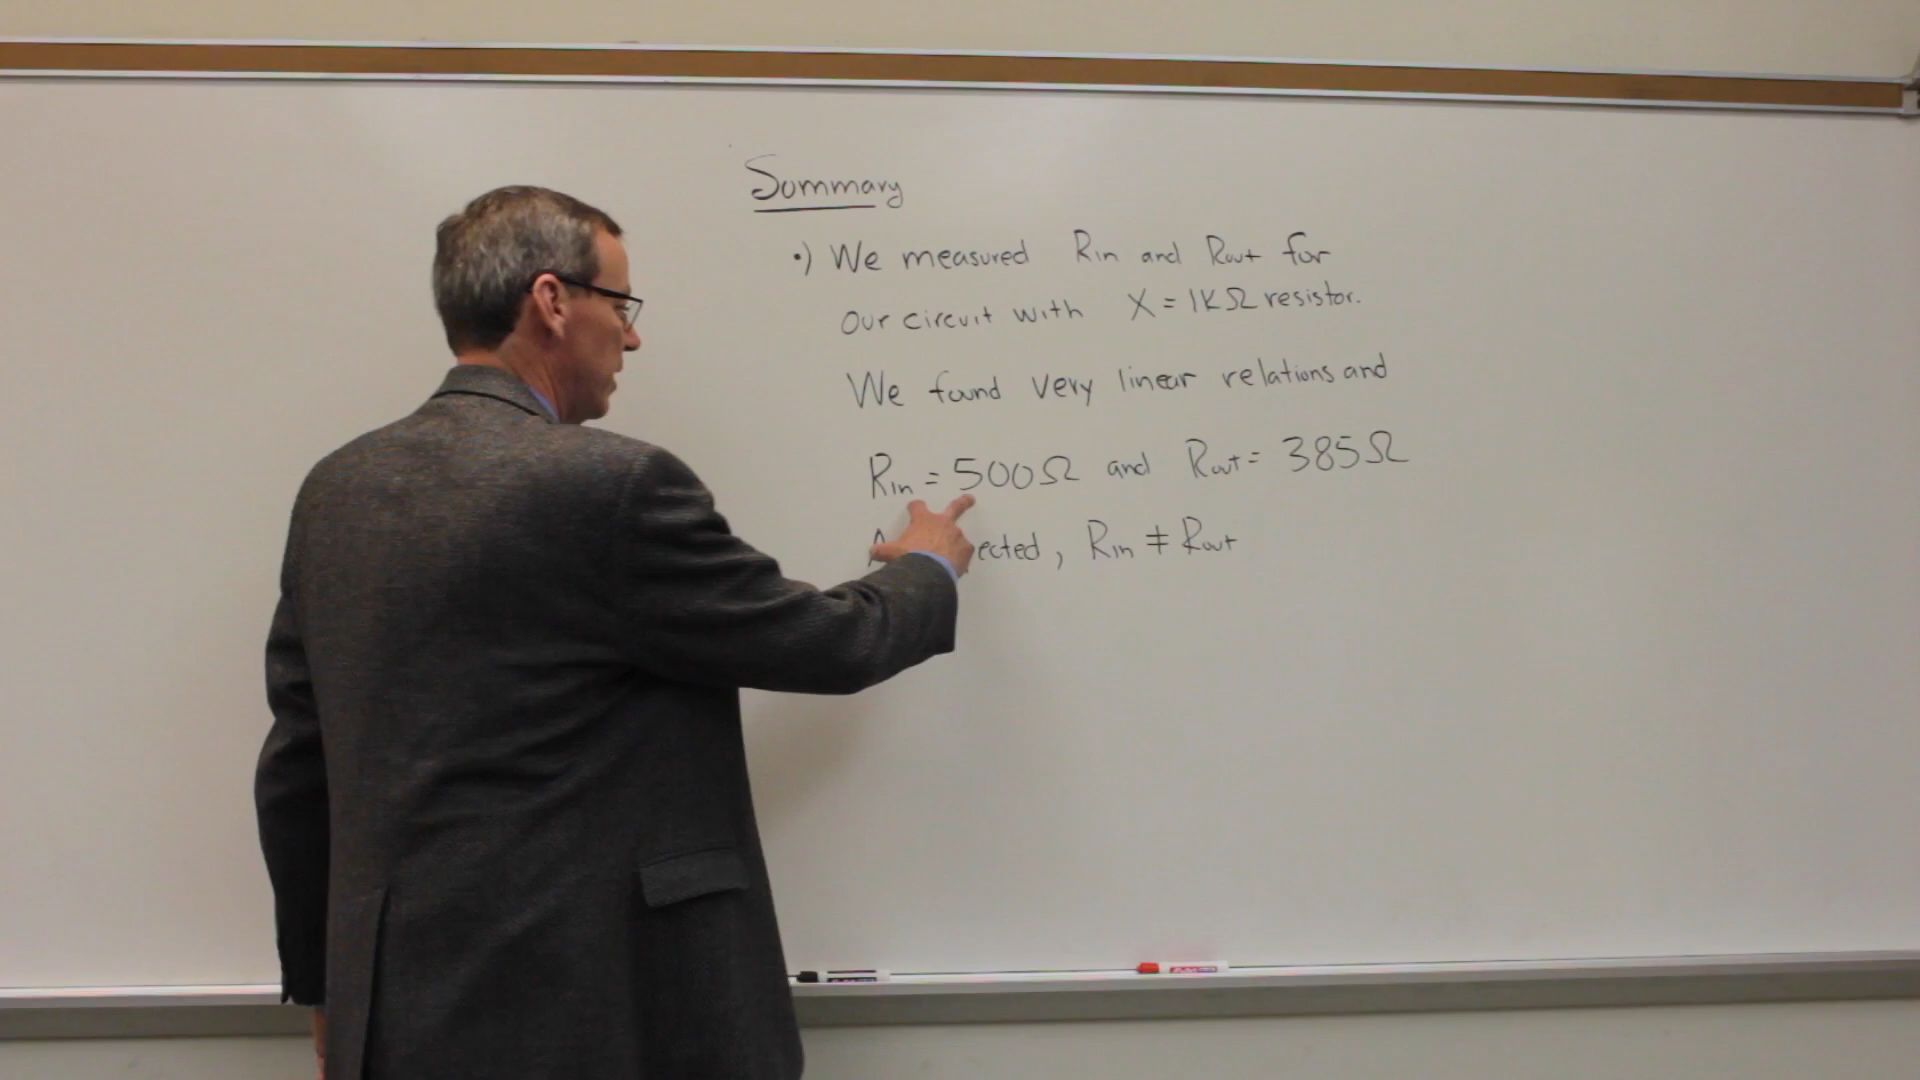 Summary
•) We measured Rin and Rout for
our circuit with X = 1KΩ resistor.
We found very linear relations and
Rin = 500Ω and Rout = 385Ω
, Rin ≠ Rout